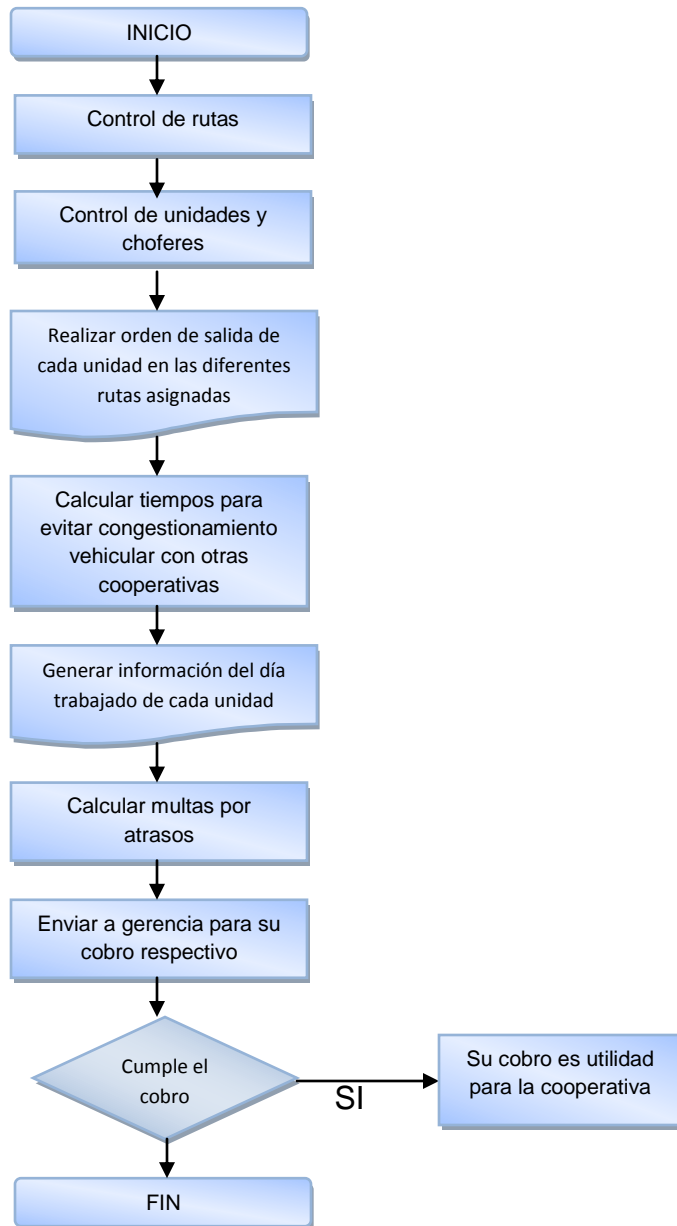 INICIO
Control de rutas
Control de unidades y
choferes
Realizar orden de salida de
cada unidad en las diferentes
rutas asignadas
Calcular tiempos para
evitar congestionamiento
vehicular con otras
cooperativas
Generar información del día
trabajado de cada unidad
Calcular multas por
atrasos
Enviar a gerencia para su
cobro respectivo
Cumple el
cobro
SI
Su cobro es utilidad
para la cooperativa
FIN